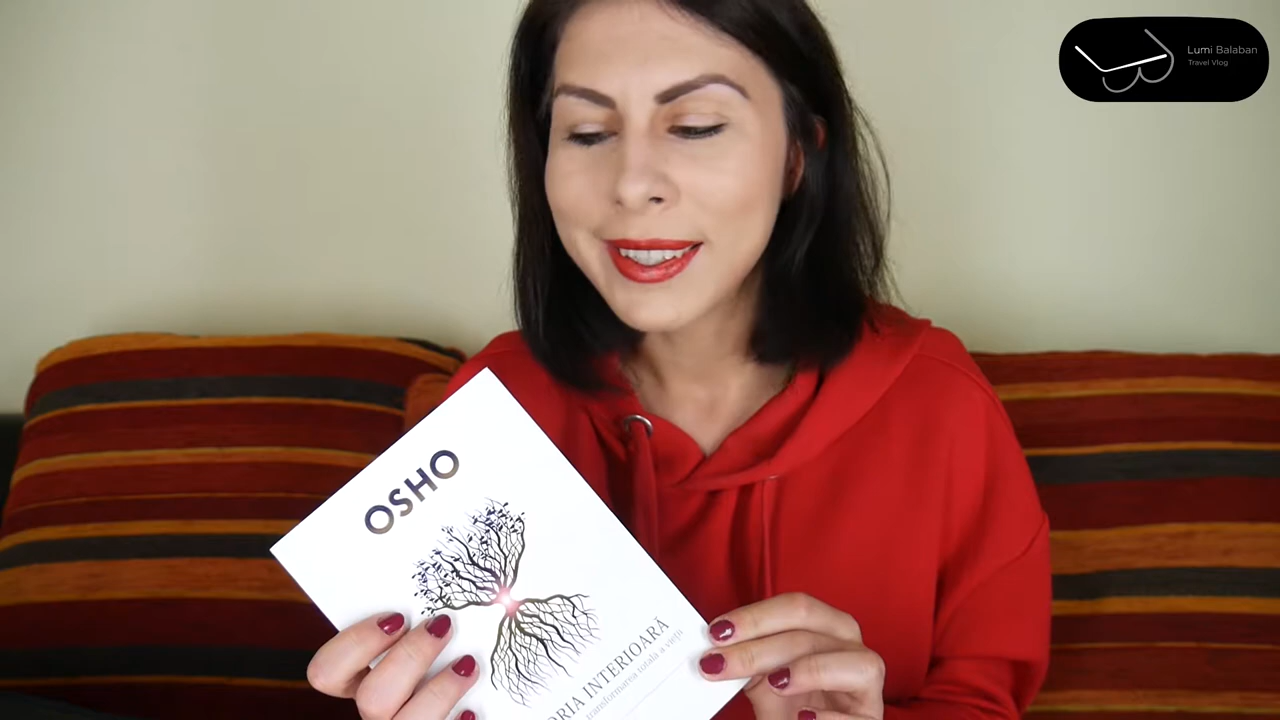 Lumi Balaban
Travel Vlog
OSHO
INTERIOARĂ
transformarea totală a vieții